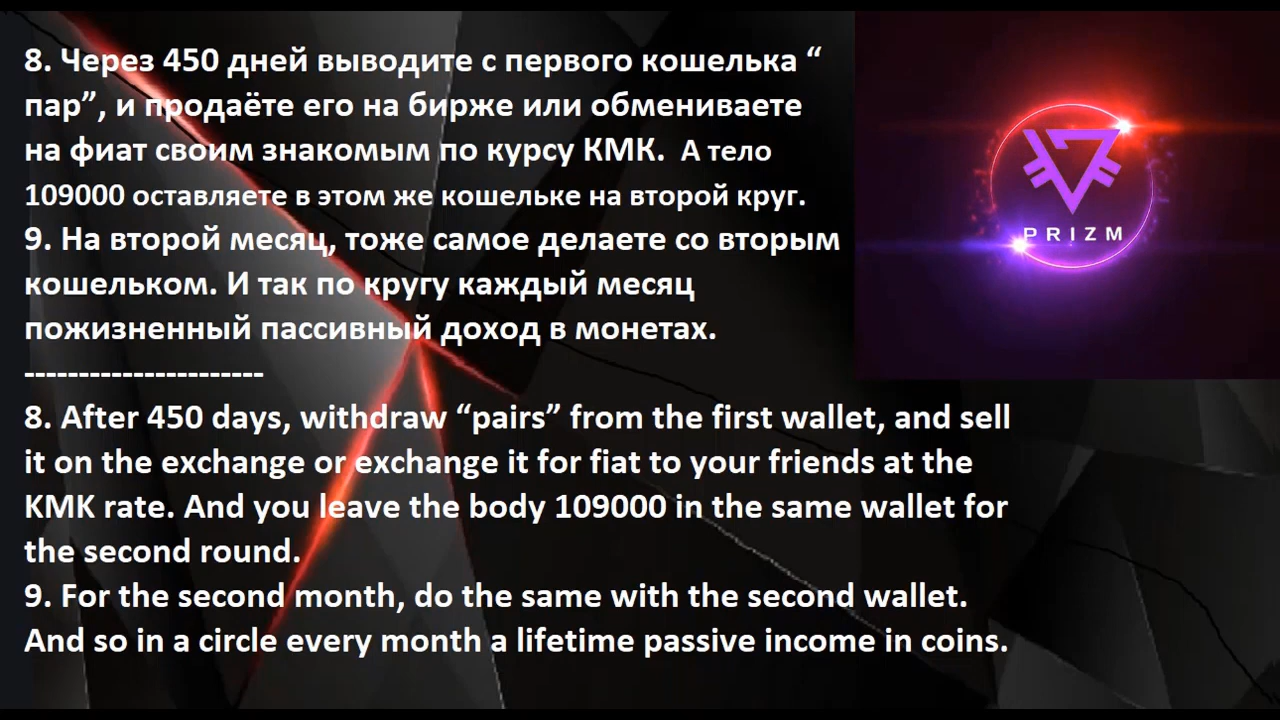 8. Через 450 дней выводите с первого кошелька “
пар”, и продаёте его на бирже или обмениваете
на фиат своим знакомым по курсу КМК. А тело
109000 оставляете в этом же кошельке на второй круг.
9. На второй месяц, тоже самое делаете со вторым
кошельком. И так по кругу каждый месяц
пожизненный пассивный доход в монетах.
----------------------
8. After 450 days, withdraw “pairs” from the first wallet, and sell
it on the exchange or exchange it for fiat to your friends at the
KMK rate. And you leave the body 109000 in the same wallet for
the second round.
9. For the second month, do the same with the second wallet.
And so in a circle every month a lifetime passive income in coins.
PRIZM